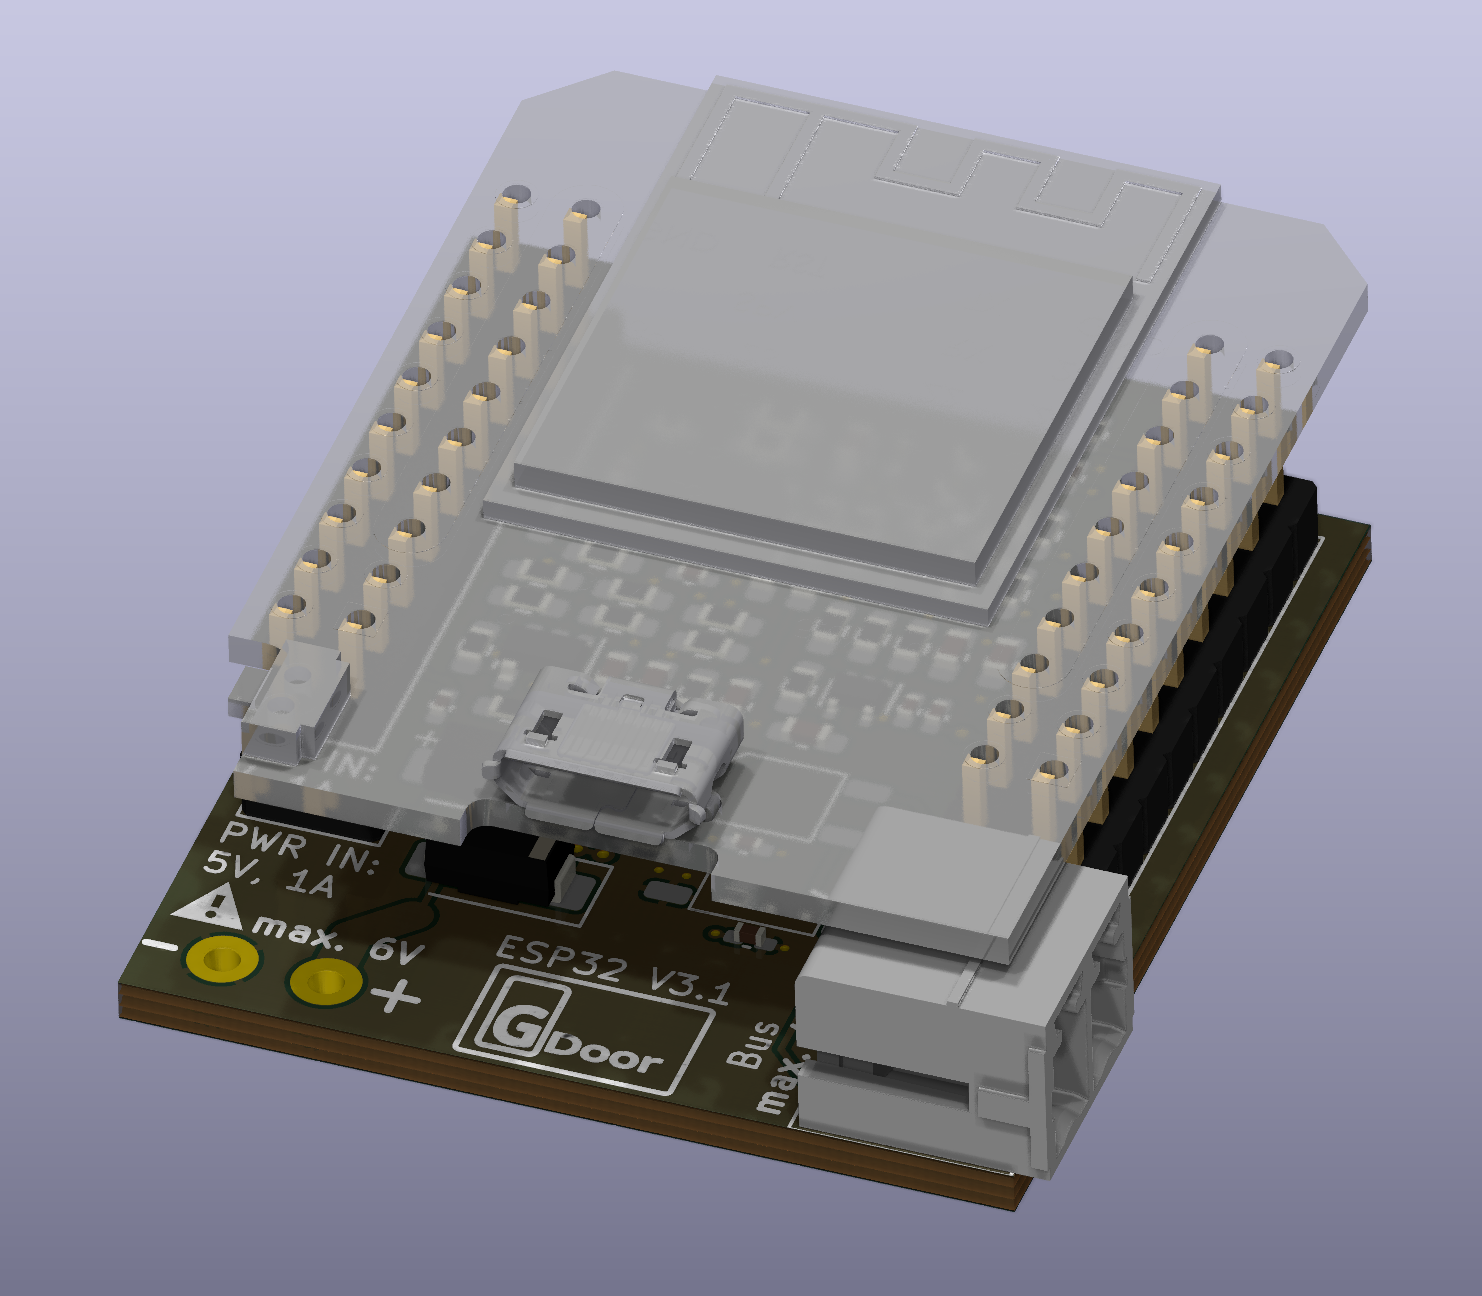 IN:
PWR IN:
5V, 1A
max. 6V
- +
ESP32 V3.1
GDoor
Bus
max.